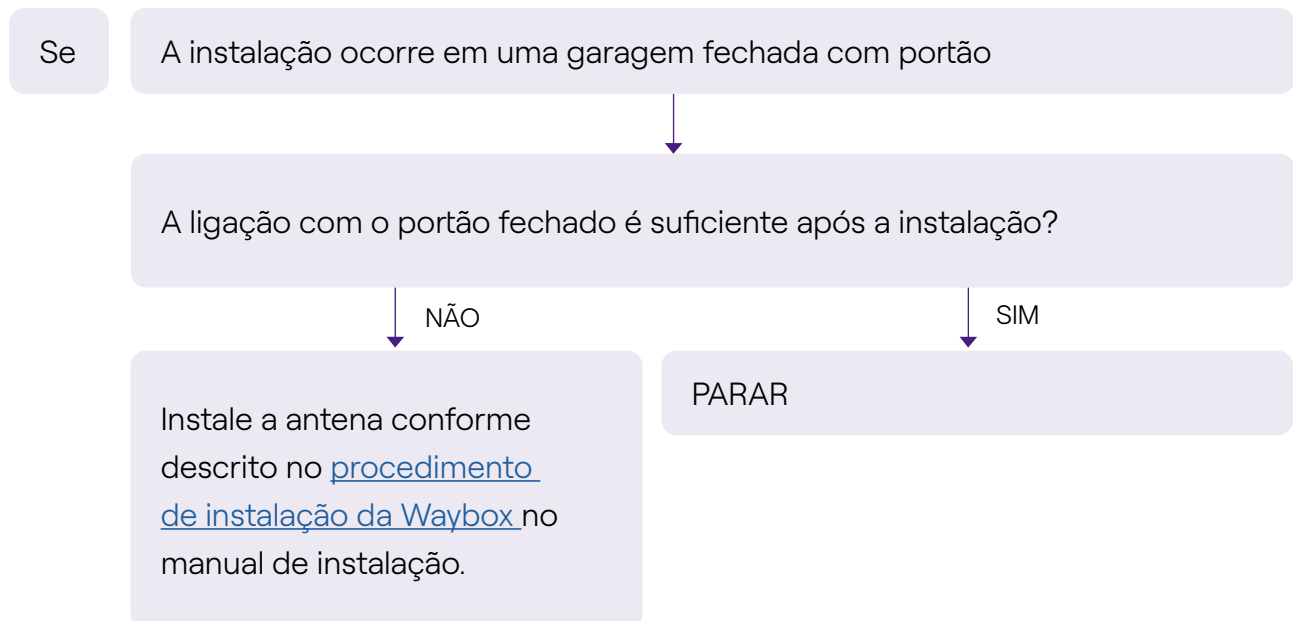 Se
A instalação ocorre em uma garagem fechada com portão
A ligação com o portão fechado é suficiente após a instalação?
NÃO
SIM
Instale a antena conforme
descrito no procedimento
de instalação da Waybox no
manual de instalação.
PARAR